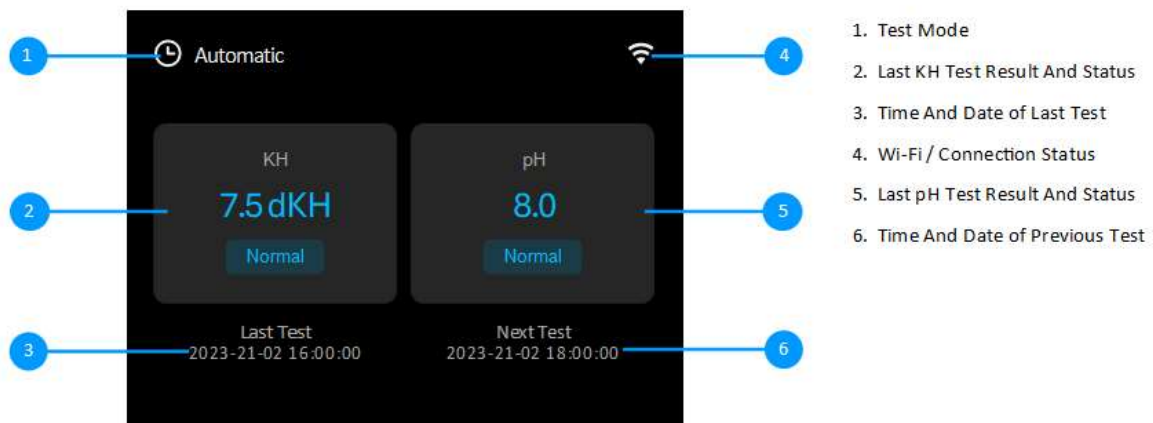 1
Automatic
4
KH
pH
2
7.5 dKH
8.0
5
Normal
Normal
Last Test
Next Test
3
2023-21-02 16:00:00
2023-21-02 18:00:00
6
1. Test Mode
2. Last KH Test Result And Status
3. Time And Date of Last Test
4. Wi-Fi / Connection Status
5. Last pH Test Result And Status
6. Time And Date of Previous Test